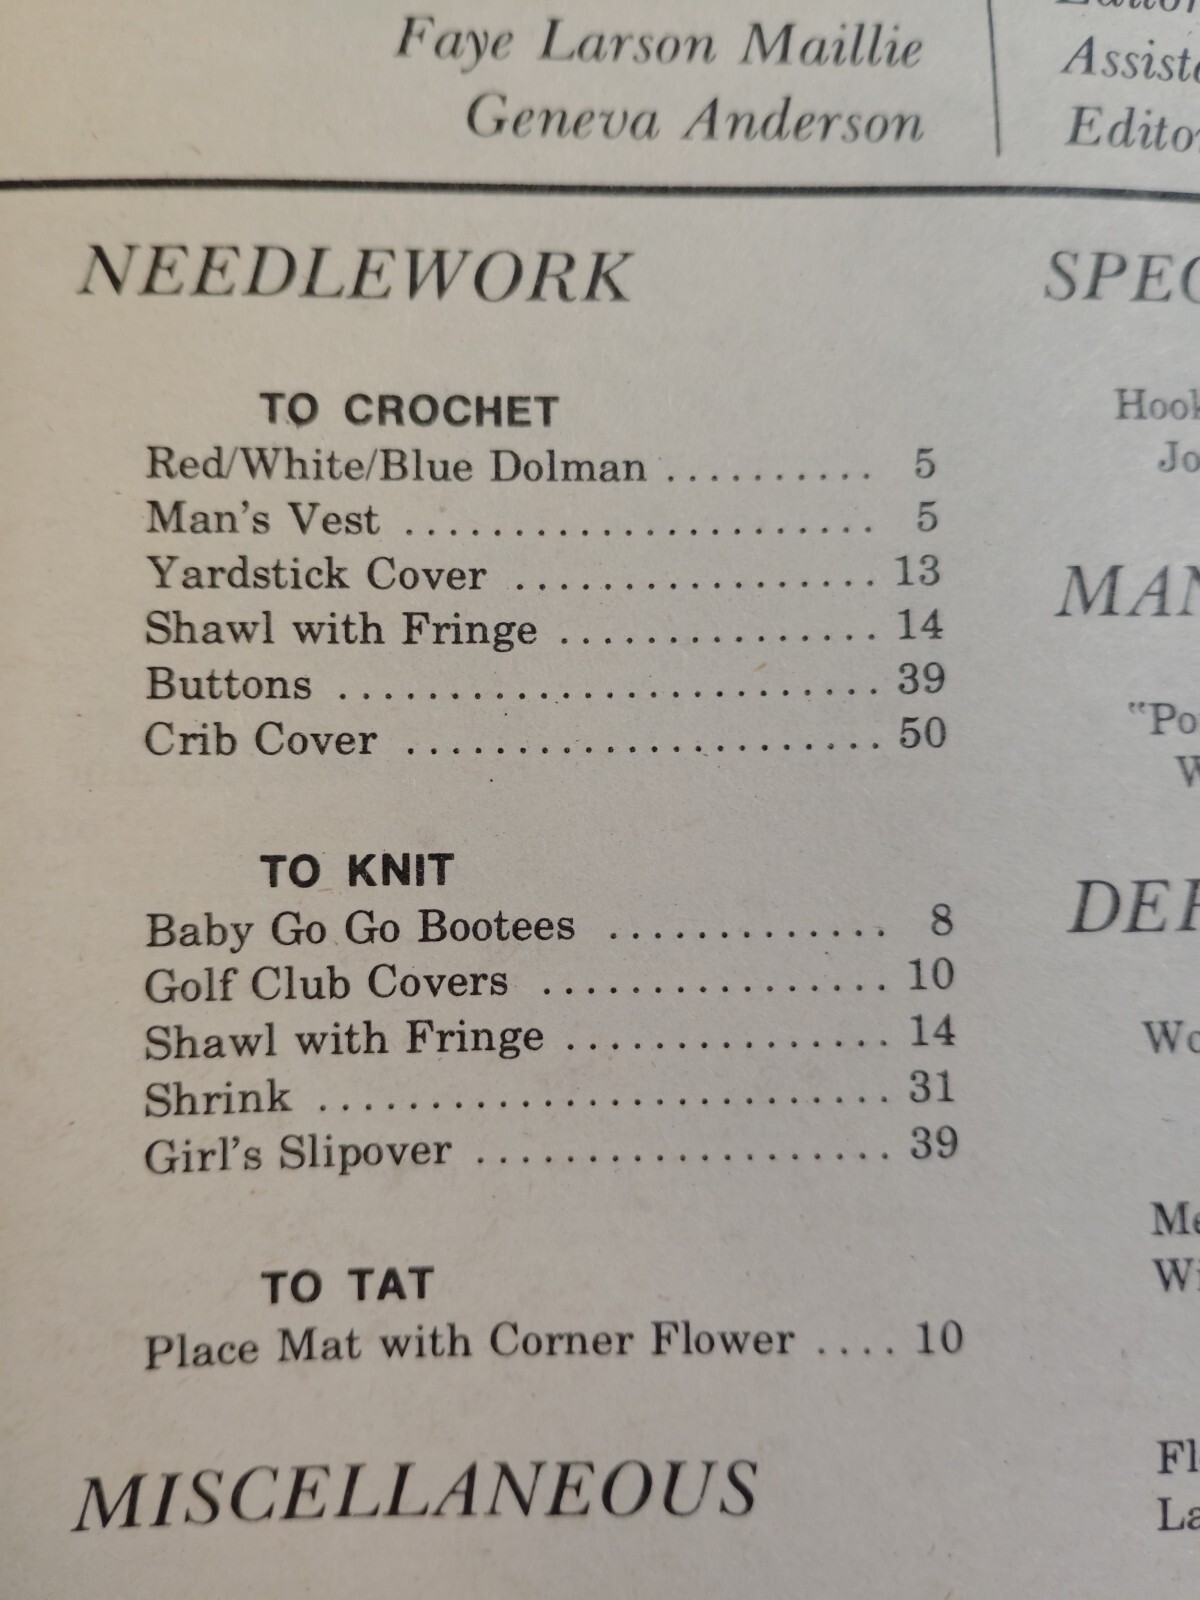 Faye Larson Maillie
Geneva Anderson
Editor
NEEDLEWORK
TO CROCHET
Red/White/Blue Dolman .......... 5
Man's Vest ...................... 5
Yardstick Cover ................. 13
Shawl with Fringe ............... 14
Buttons .......................... 39
Crib Cover ...................... 50
TO KNIT
Baby Go Go Bootees ............. 8
Golf Club Covers ................ 10
Shawl with Fringe ............... 14
Shrink ........................... 31
Girl's Slipover ................... 39
TO TAT
Place Mat with Corner Flower .... 10
MISCELLANEOUS